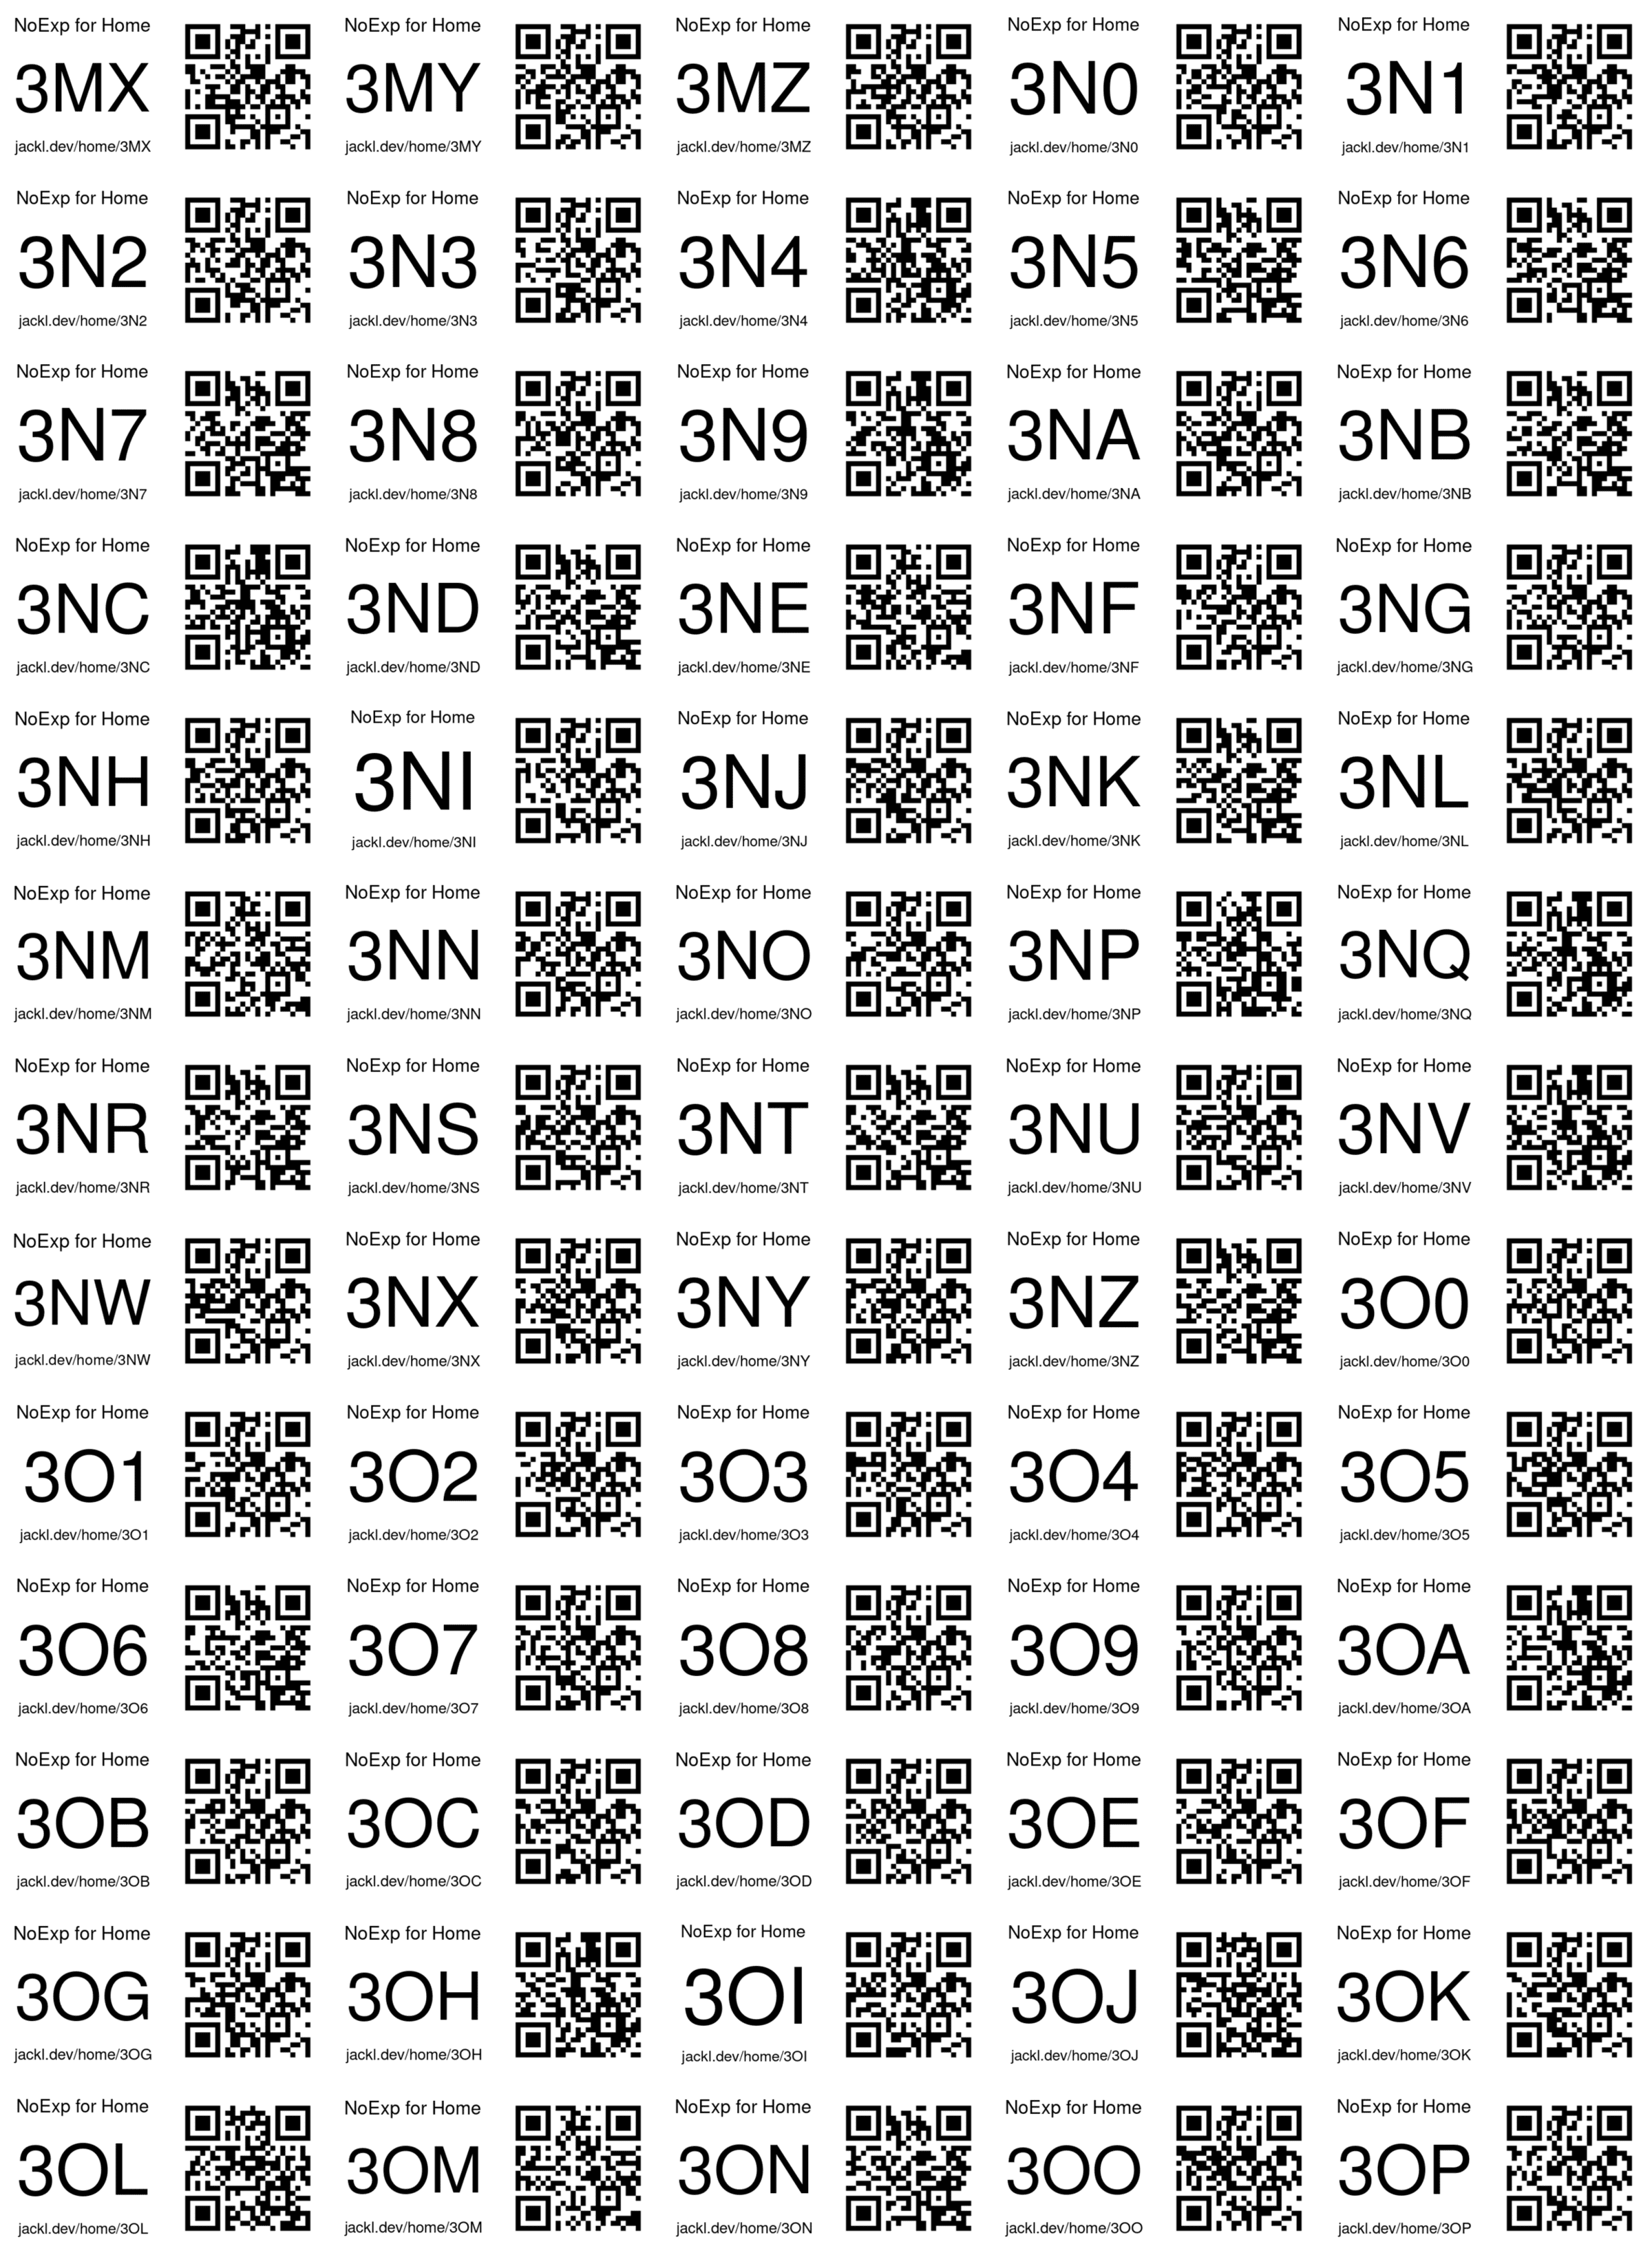 NoExp for Home
3MX
jackl.dev/home/3MX
NoExp for Home
3MY
jackl.dev/home/3MY
NoExp for Home
3MZ
jackl.dev/home/3MZ
NoExp for Home
3N0
jackl.dev/home/3N0
NoExp for Home
3N1
jackl.dev/home/3N1
NoExp for Home
3N2
jackl.dev/home/3N2
NoExp for Home
3N3
jackl.dev/home/3N3
NoExp for Home
3N4
jackl.dev/home/3N4
NoExp for Home
3N5
jackl.dev/home/3N5
NoExp for Home
3N6
jackl.dev/home/3N6
NoExp for Home
3N7
jackl.dev/home/3N7
NoExp for Home
3N8
jackl.dev/home/3N8
NoExp for Home
3N9
jackl.dev/home/3N9
NoExp for Home
3NA
jackl.dev/home/3NA
NoExp for Home
3NB
jackl.dev/home/3NB
NoExp for Home
3NC
jackl.dev/home/3NC
NoExp for Home
3ND
jackl.dev/home/3ND
NoExp for Home
3NE
jackl.dev/home/3NE
NoExp for Home
3NF
jackl.dev/home/3NF
NoExp for Home
3NG
jackl.dev/home/3NG
NoExp for Home
3NH
jackl.dev/home/3NH
NoExp for Home
3NI
jackl.dev/home/3NI
NoExp for Home
3NJ
jackl.dev/home/3NJ
NoExp for Home
3NK
jackl.dev/home/3NK
NoExp for Home
3NL
jackl.dev/home/3NL
NoExp for Home
3NM
jackl.dev/home/3NM
NoExp for Home
3NN
jackl.dev/home/3NN
NoExp for Home
3NO
jackl.dev/home/3NO
NoExp for Home
3NP
jackl.dev/home/3NP
NoExp for Home
3NQ
jackl.dev/home/3NQ
NoExp for Home
3NR
jackl.dev/home/3NR
NoExp for Home
3NS
jackl.dev/home/3NS
NoExp for Home
3NT
jackl.dev/home/3NT
NoExp for Home
3NU
jackl.dev/home/3NU
NoExp for Home
3NV
jackl.dev/home/3NV
NoExp for Home
3NW
jackl.dev/home/3NW
NoExp for Home
3NX
jackl.dev/home/3NX
NoExp for Home
3NY
jackl.dev/home/3NY
NoExp for Home
3NZ
jackl.dev/home/3NZ
NoExp for Home
3O0
jackl.dev/home/3O0
NoExp for Home
3O1
jackl.dev/home/3O1
NoExp for Home
3O2
jackl.dev/home/3O2
NoExp for Home
3O3
jackl.dev/home/3O3
NoExp for Home
3O4
jackl.dev/home/3O4
NoExp for Home
3O5
jackl.dev/home/3O5
NoExp for Home
3O6
jackl.dev/home/3O6
NoExp for Home
3O7
jackl.dev/home/3O7
NoExp for Home
3O8
jackl.dev/home/3O8
NoExp for Home
3O9
jackl.dev/home/3O9
NoExp for Home
3OA
jackl.dev/home/3OA
NoExp for Home
3OB
jackl.dev/home/3OB
NoExp for Home
3OC
jackl.dev/home/3OC
NoExp for Home
3OD
jackl.dev/home/3OD
NoExp for Home
3OE
jackl.dev/home/3OE
NoExp for Home
3OF
jackl.dev/home/3OF
NoExp for Home
3OG
jackl.dev/home/3OG
NoExp for Home
3OH
jackl.dev/home/3OH
NoExp for Home
3OI
jackl.dev/home/3OI
NoExp for Home
3OJ
jackl.dev/home/3OJ
NoExp for Home
3OK
jackl.dev/home/3OK
NoExp for Home
3OL
jackl.dev/home/3OL
NoExp for Home
3OM
jackl.dev/home/3OM
NoExp for Home
3ON
jackl.dev/home/3ON
NoExp for Home
3OO
jackl.dev/home/3OO
NoExp for Home
3OP
jackl.dev/home/3OP